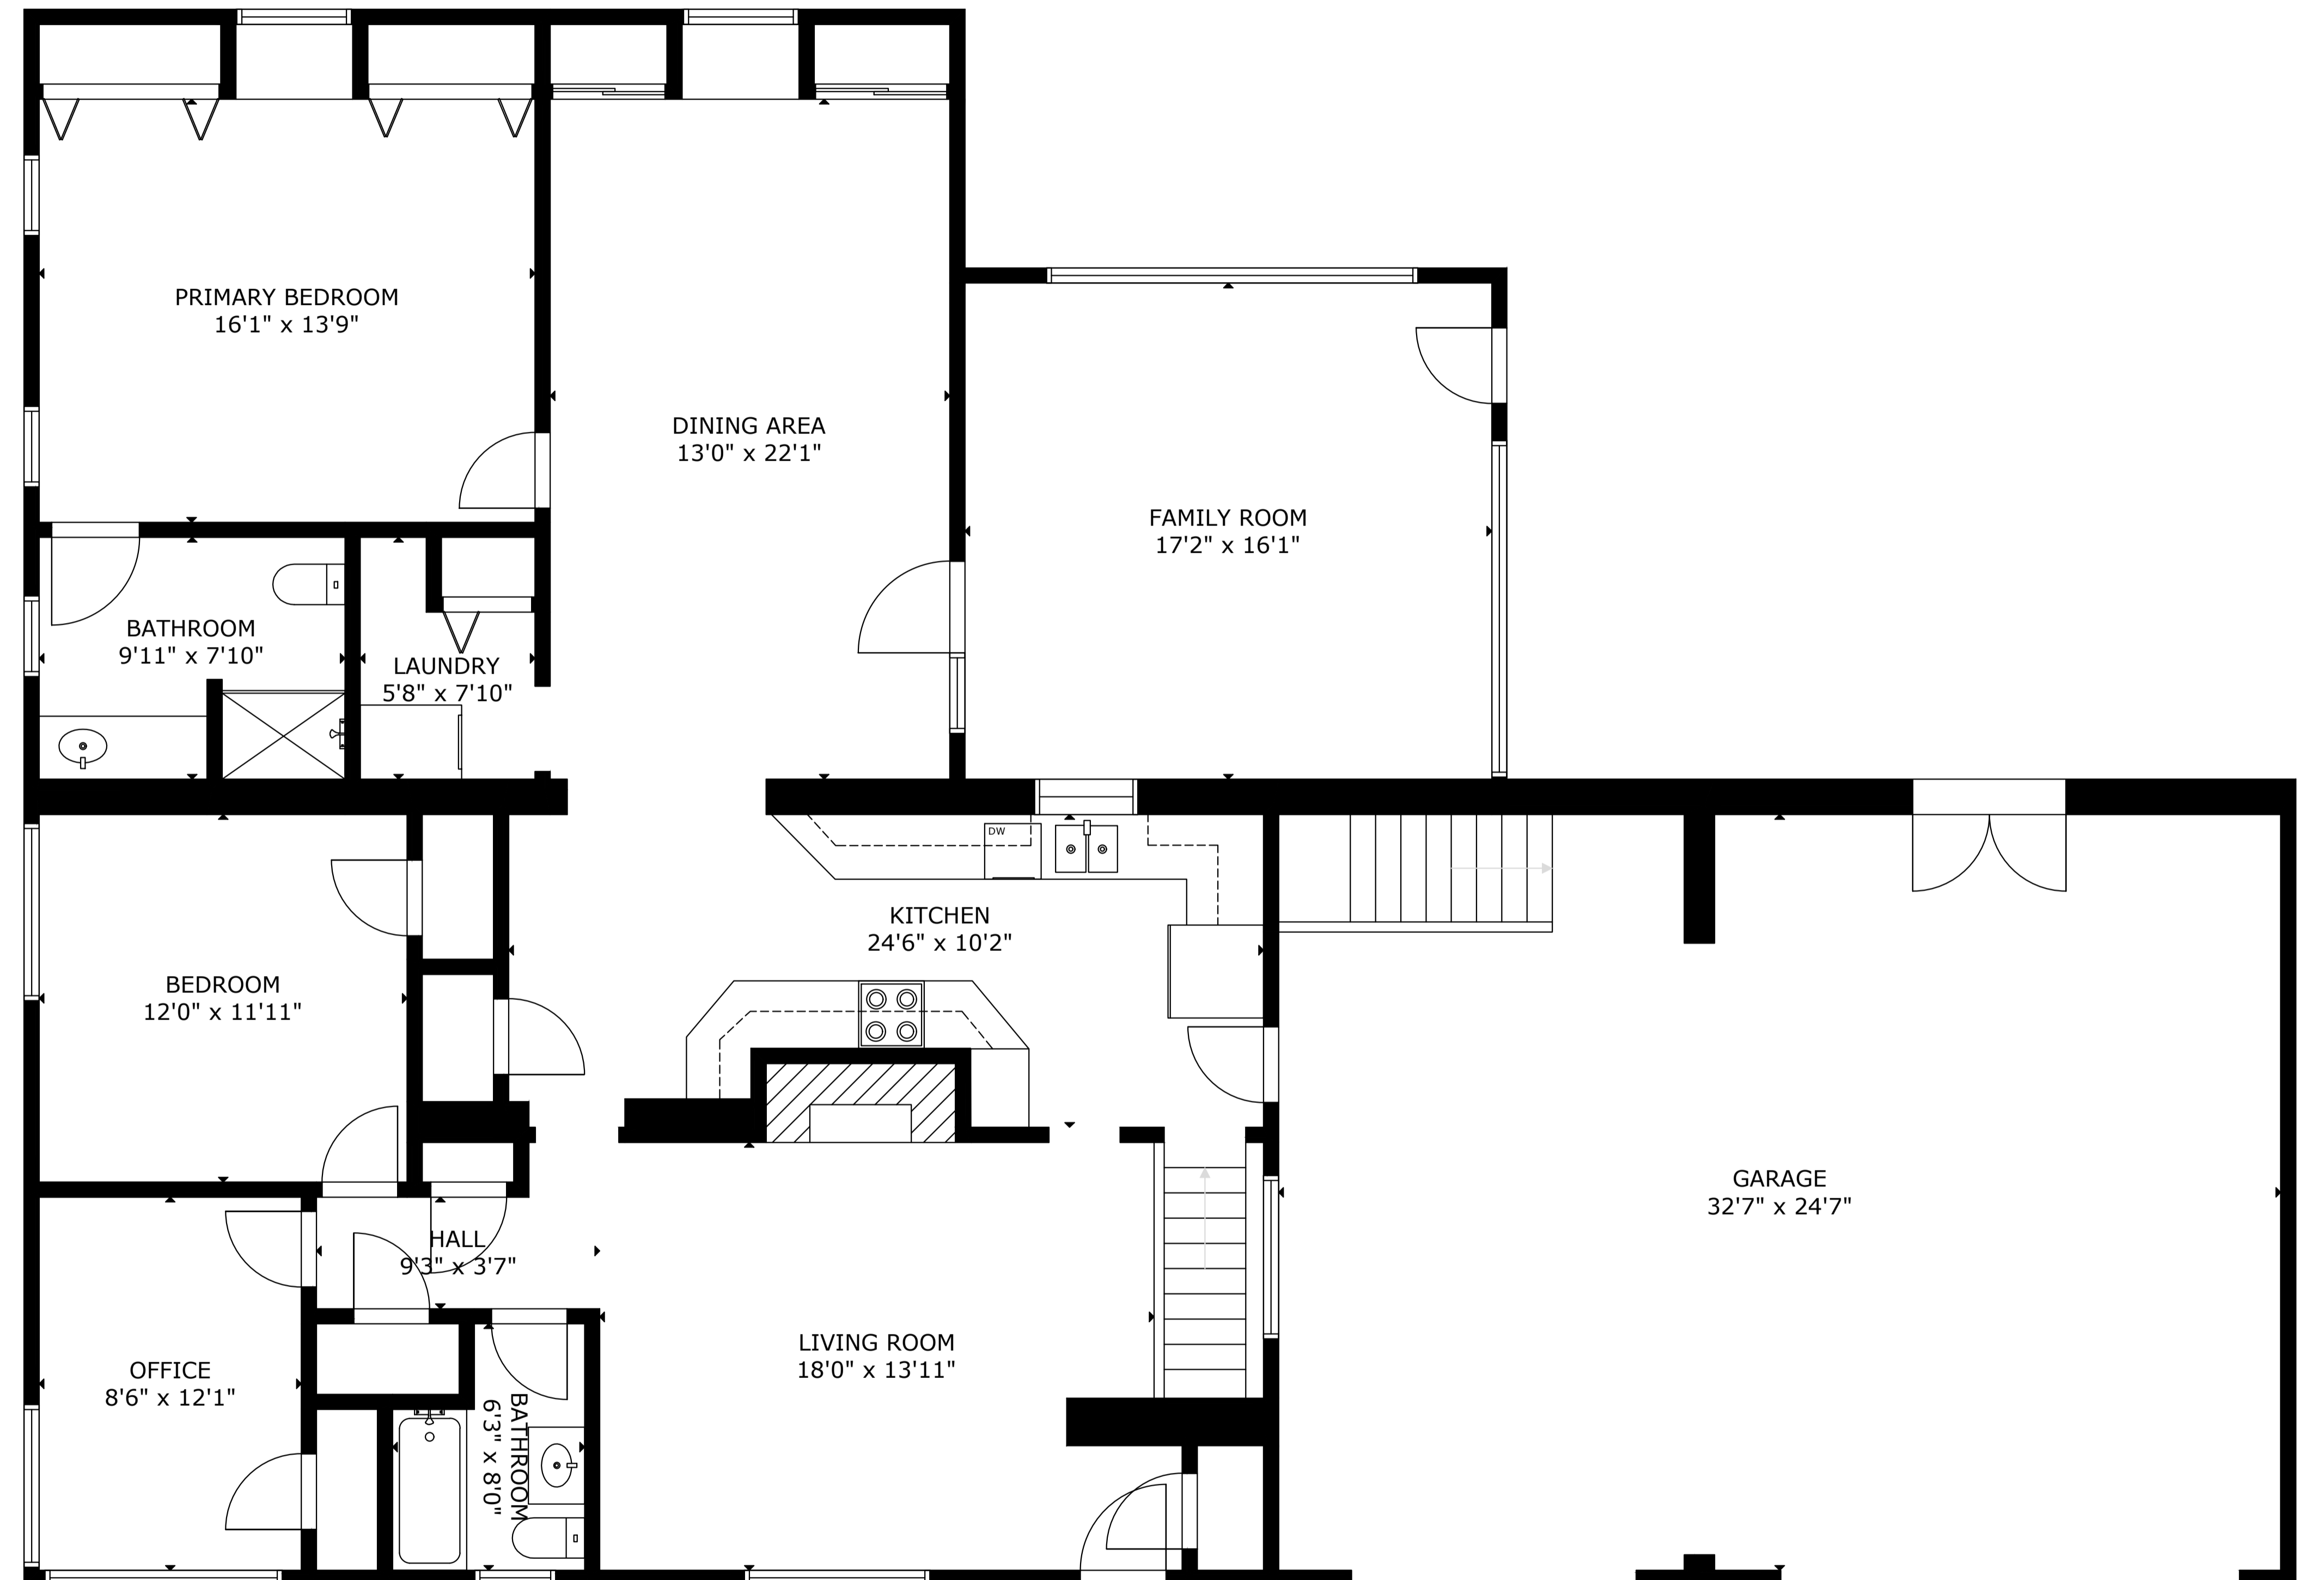 PRIMARY BEDROOM
16'1" x 13'9"
DINING AREA
13'0" x 22'1"
FAMILY ROOM
17'2" x 16'1"
BATHROOM
9'11" x 7'10"
LAUNDRY
5'8" x 7'10"
DW
KITCHEN
24'6" x 10'2"
BEDROOM
12'0" x 11'11"
GARAGE
32'7" x 24'7"
HALL
9'3" x 3'7"
LIVING ROOM
18'0" x 13'11"
OFFICE
8'6" x 12'1"
BATHROOM
6'3" x 8'0"